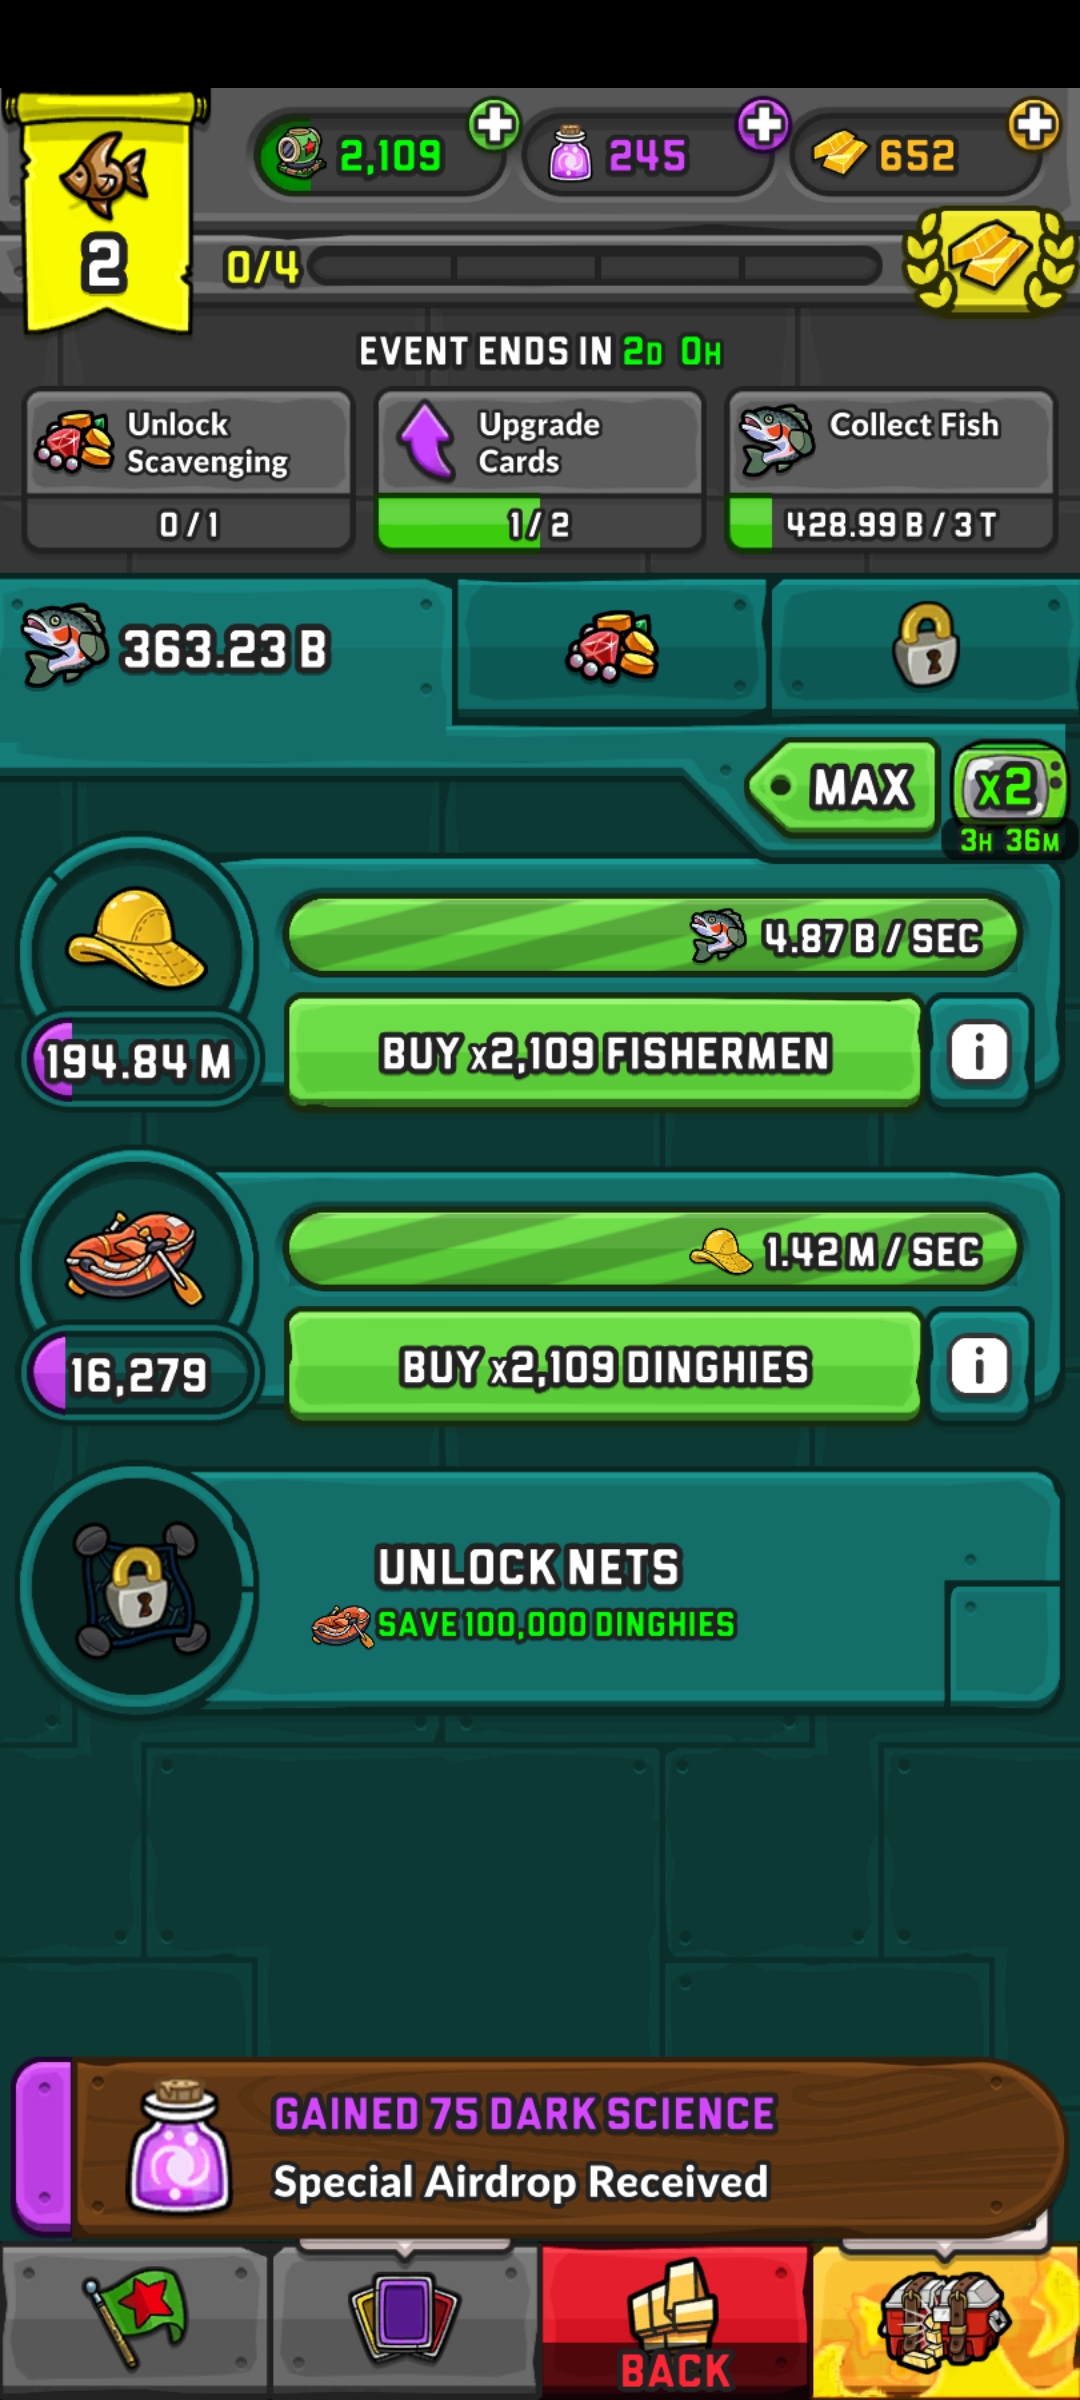 2,109
245
652
2
0/4
EVENT ENDS IN 2D 0H
Unlock
Scavenging
0 / 1
Upgrade
Cards
1 / 2
Collect Fish
428.99 B / 3 T
363.23 B
MAX
x2
3H 36M
4.87 B / SEC
194.84 M
BUY x2,109 FISHERMEN
i
1.42 M / SEC
16,279
BUY x2,109 DINGHIES
i
UNLOCK NETS
SAVE 100,000 DINGHIES
GAINED 75 DARK SCIENCE
Special Airdrop Received
BACK